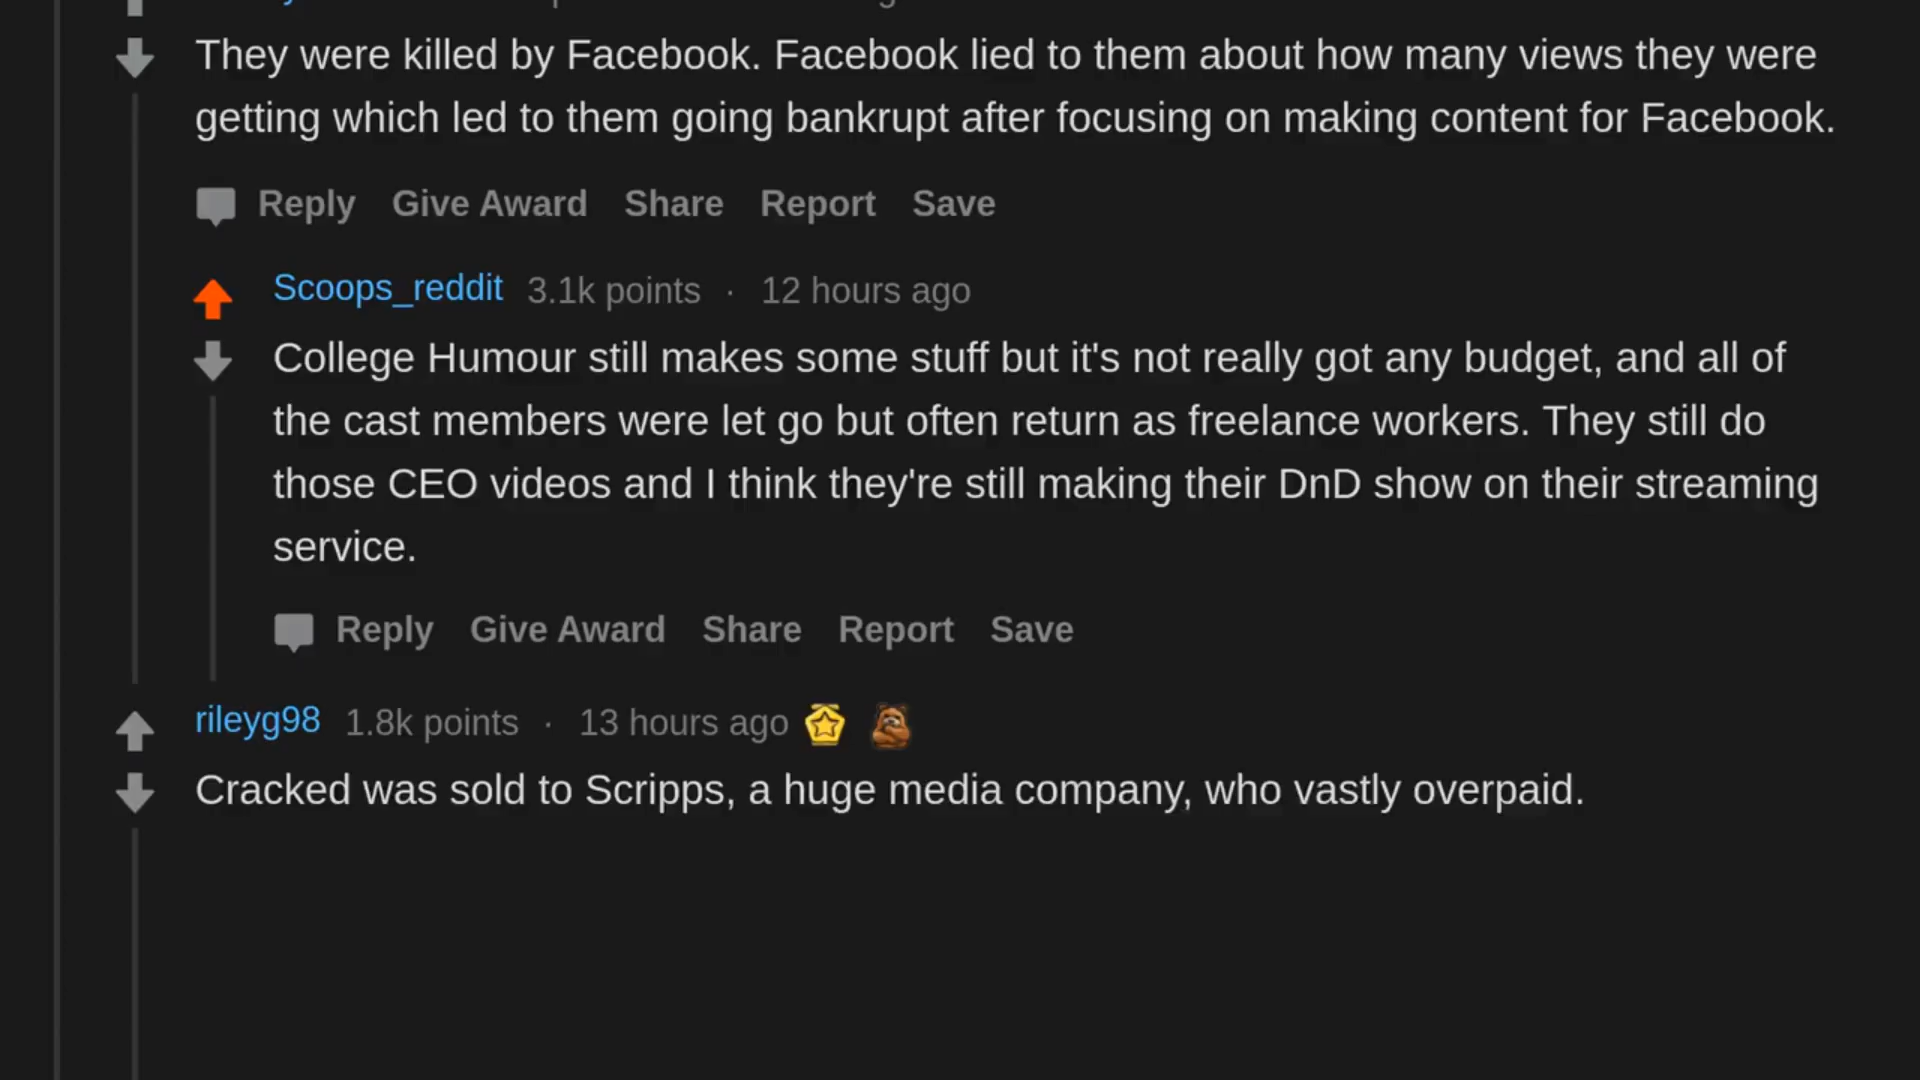 They were killed by Facebook. Facebook lied to them about how many views they were
getting which led to them going bankrupt after focusing on making content for Facebook.
Reply Give Award Share Report Save
Scoops_reddit 3.1k points · 12 hours ago
College Humour still makes some stuff but it's not really got any budget, and all of
the cast members were let go but often return as freelance workers. They still do
those CEO videos and I think they're still making their DnD show on their streaming
service.
Reply Give Award Share Report Save
rileyg98 1.8k points · 13 hours ago
Cracked was sold to Scripps, a huge media company, who vastly overpaid.